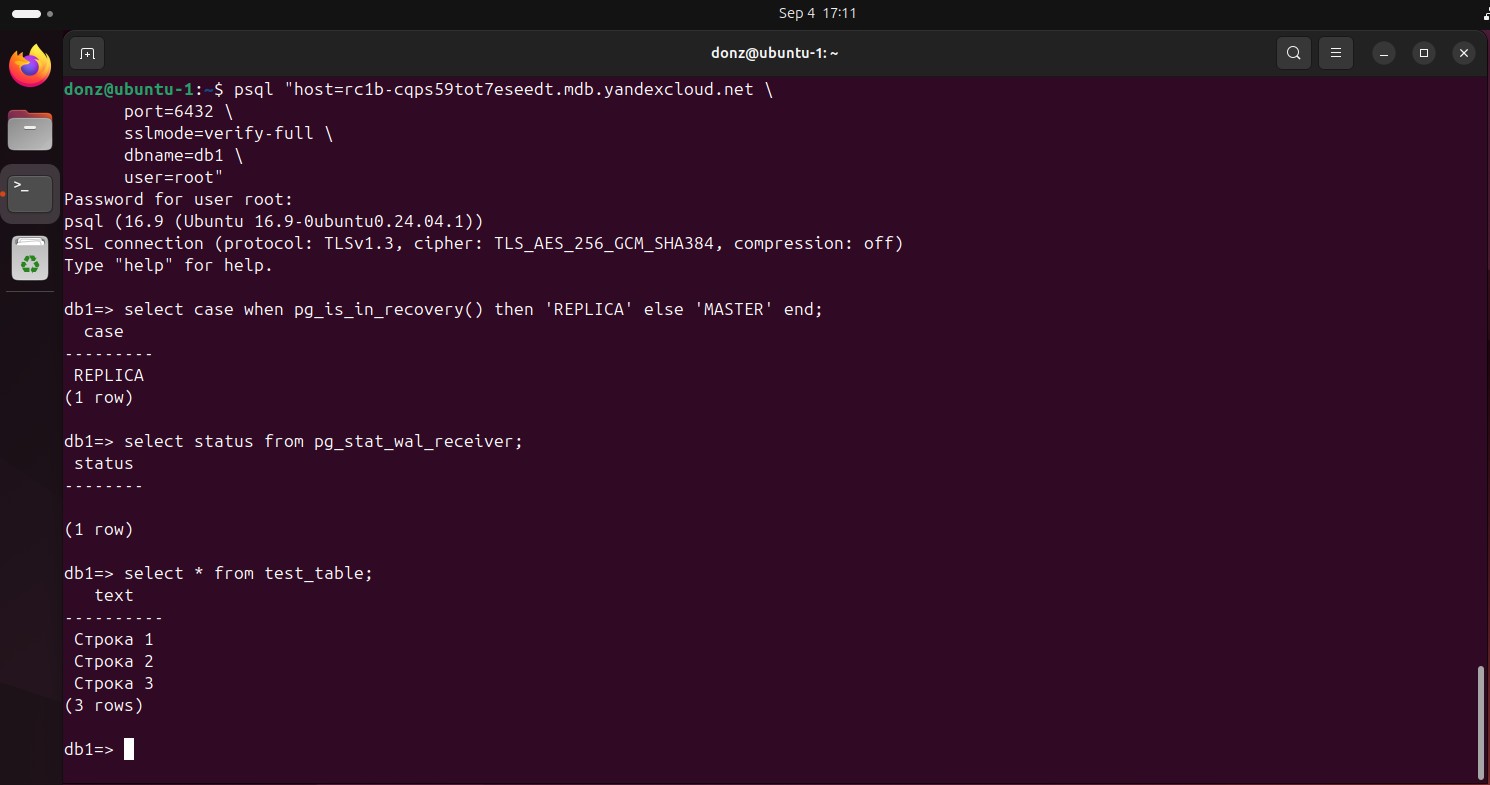 Sep 4 17:11
donz@ubuntu-1: ~
donz@ubuntu-1:~$ psql "host=rc1b-cqps59tot7eseedt.mdb.yandexcloud.net \
      port=6432 \
      sslmode=verify-full \
      dbname=db1 \
      user=root"
Password for user root:
psql (16.9 (Ubuntu 16.9-0ubuntu0.24.04.1))
SSL connection (protocol: TLSv1.3, cipher: TLS_AES_256_GCM_SHA384, compression: off)
Type "help" for help.

db1=> select case when pg_is_in_recovery() then 'REPLICA' else 'MASTER' end;
  case
---------
 REPLICA
(1 row)

db1=> select status from pg_stat_wal_receiver;
 status
--------

(1 row)

db1=> select * from test_table;
   text
----------
 Строка 1
 Строка 2
 Строка 3
(3 rows)

db1=>